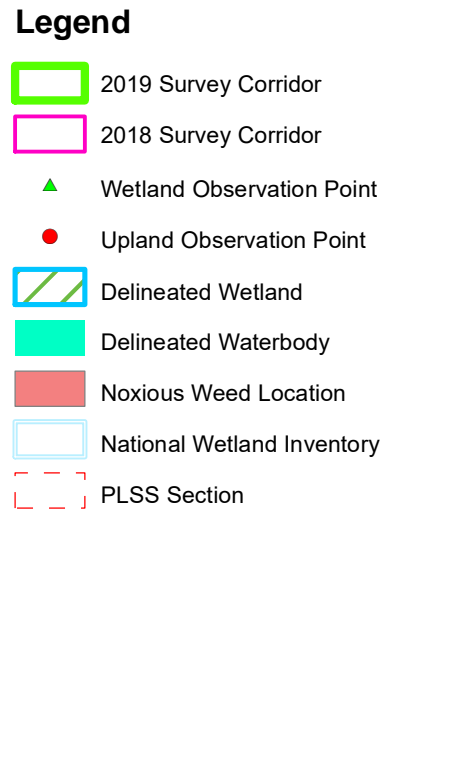 Legend
2019 Survey Corridor
2018 Survey Corridor
Wetland Observation Point
Upland Observation Point
Delineated Wetland
Delineated Waterbody
Noxious Weed Location
National Wetland Inventory
PLSS Section